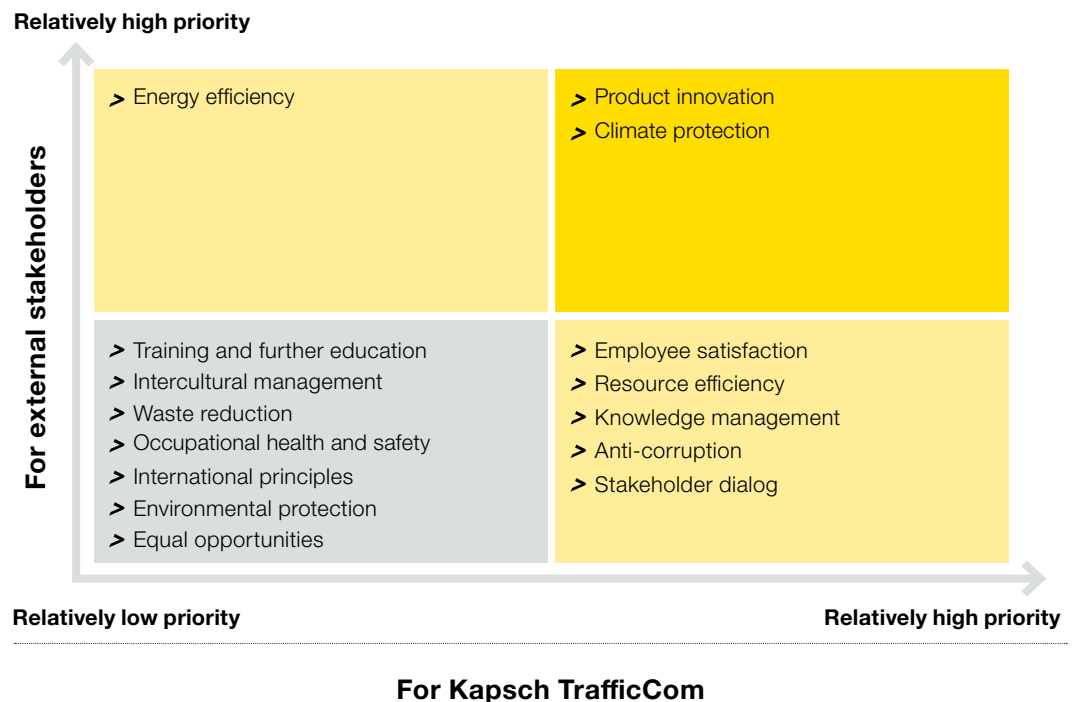 Relatively high priority
For external stakeholders
> Energy efficiency
> Product innovation
> Climate protection
> Training and further education
> Intercultural management
> Waste reduction
> Occupational health and safety
> International principles
> Environmental protection
> Equal opportunities
> Employee satisfaction
> Resource efficiency
> Knowledge management
> Anti-corruption
> Stakeholder dialog
Relatively low priority
Relatively high priority
For Kapsch TrafficCom